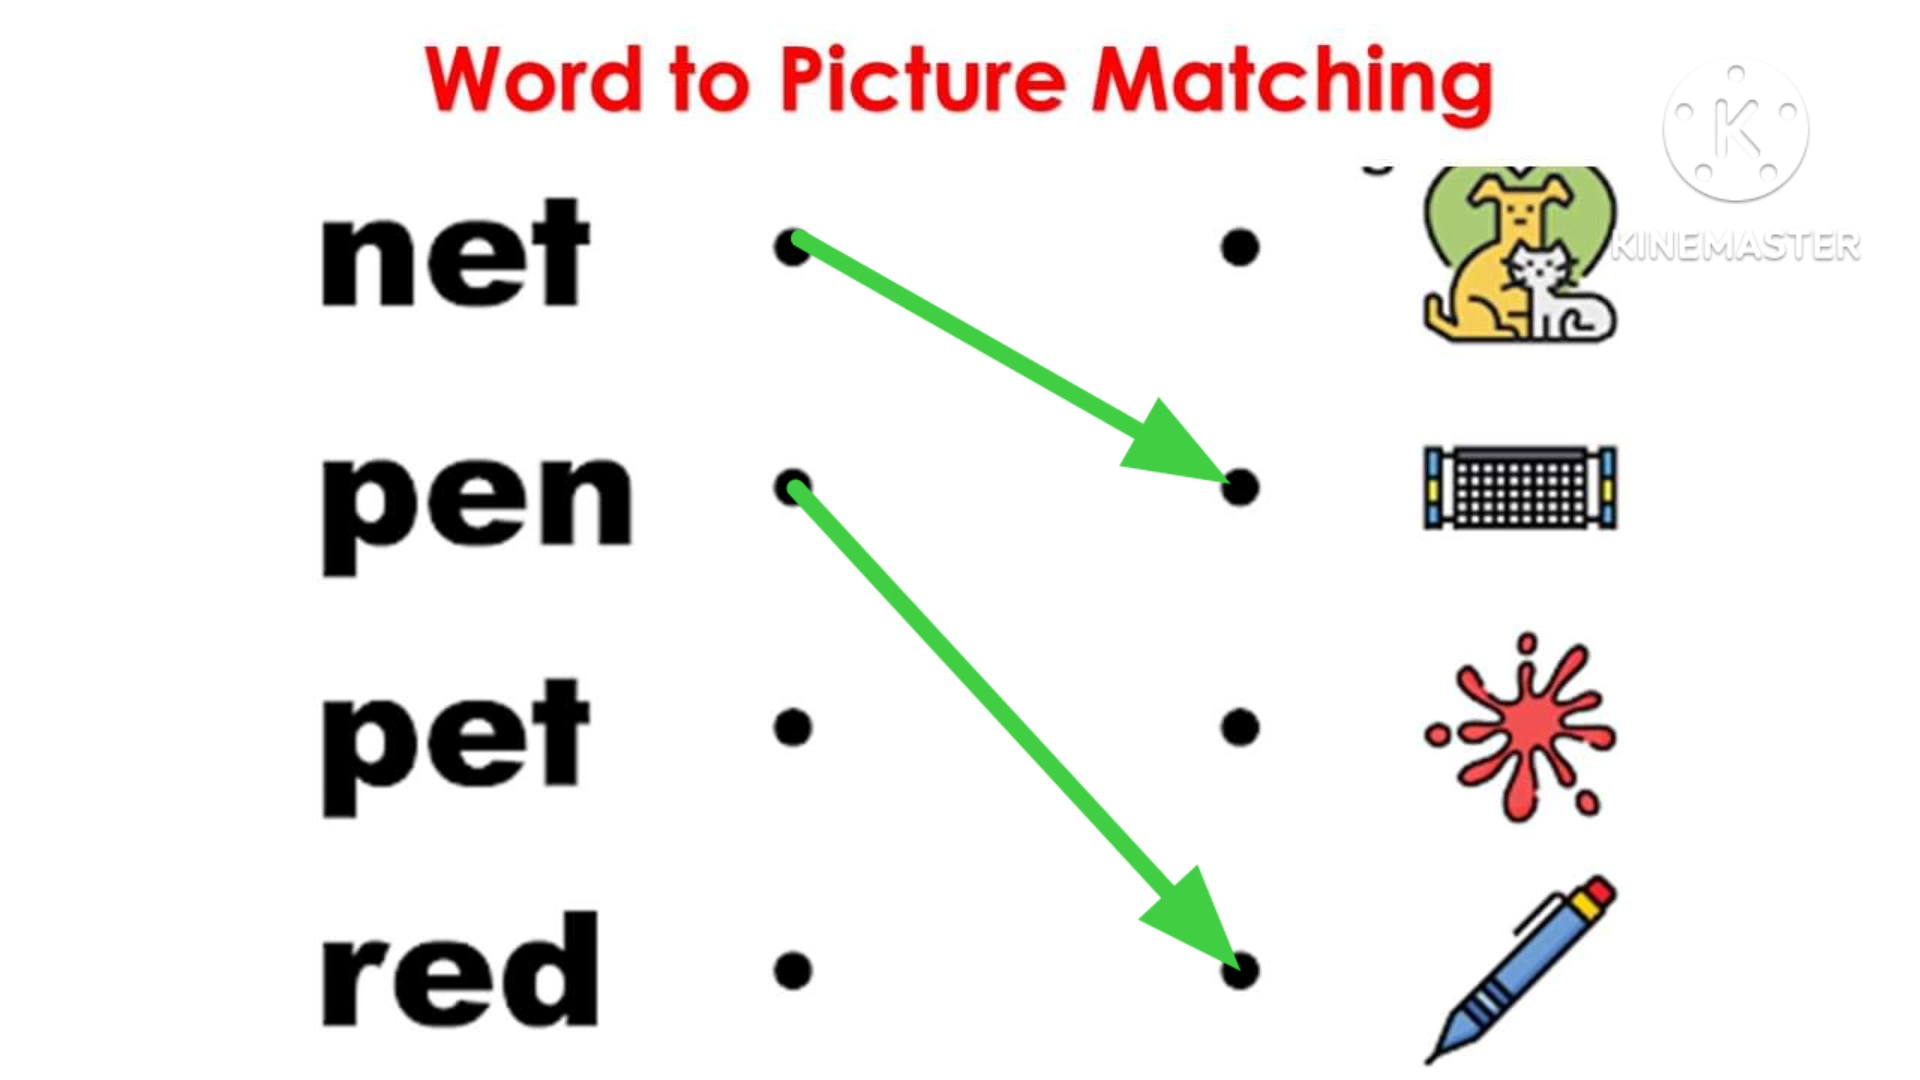 Word to Picture Matching
K
KINEMASTER
net
pen
pet
red